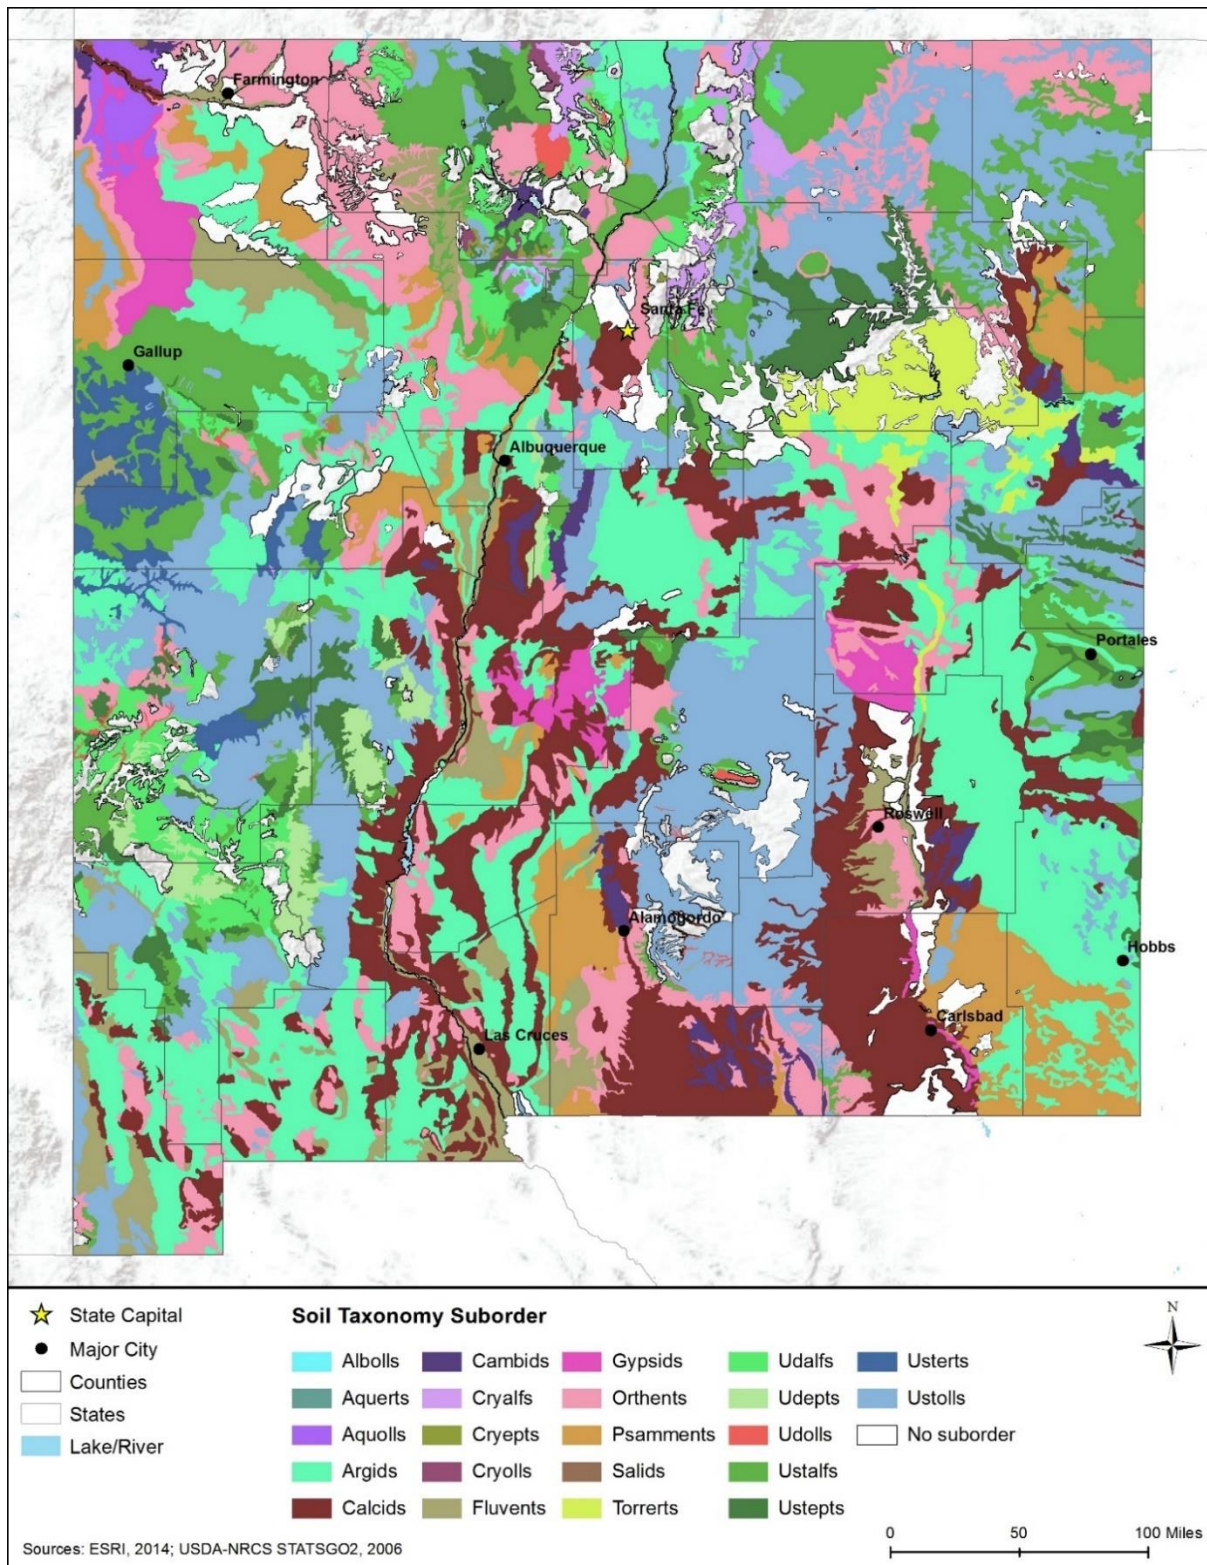 Farmington
Santa Fe
Gallup
Albuquerque
Portales
Roswell
Alamogordo
Hobbs
Carlsbad
Las Cruces
State Capital
Major City
Counties
States
Lake/River
Soil Taxonomy Suborder
Albolls
Aquerts
Aquolls
Argids
Calcids
Cambids
Cryalfs
Cryepts
Cryolls
Fluvents
Gypsids
Orthents
Psamments
Salids
Torrerts
Udalfs
Udepts
Udolls
Ustalfs
Ustepts
Usterts
Ustolls
No suborder
N
0 50 100 Miles
Sources: ESRI, 2014; USDA-NRCS STATSGO2, 2006